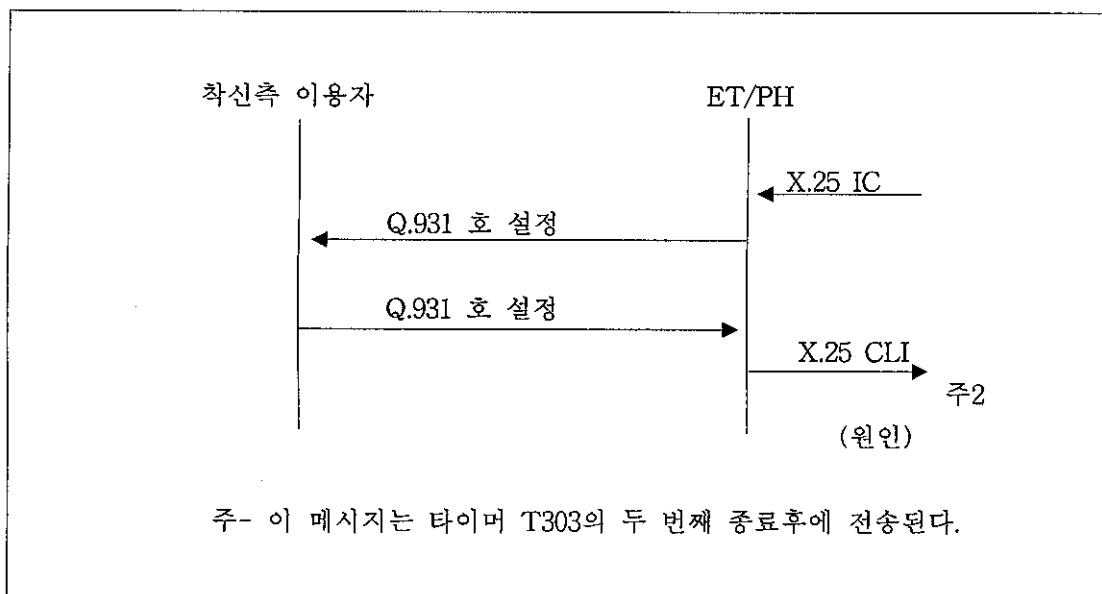 착신측 이용자 ET/PH
X.25 IC
Q.931 호 설정
Q.931 호 설정
X.25 CLI
주2
(원인)
주- 이 메시지는 타이머 T303의 두 번째 종료후에 전송된다.